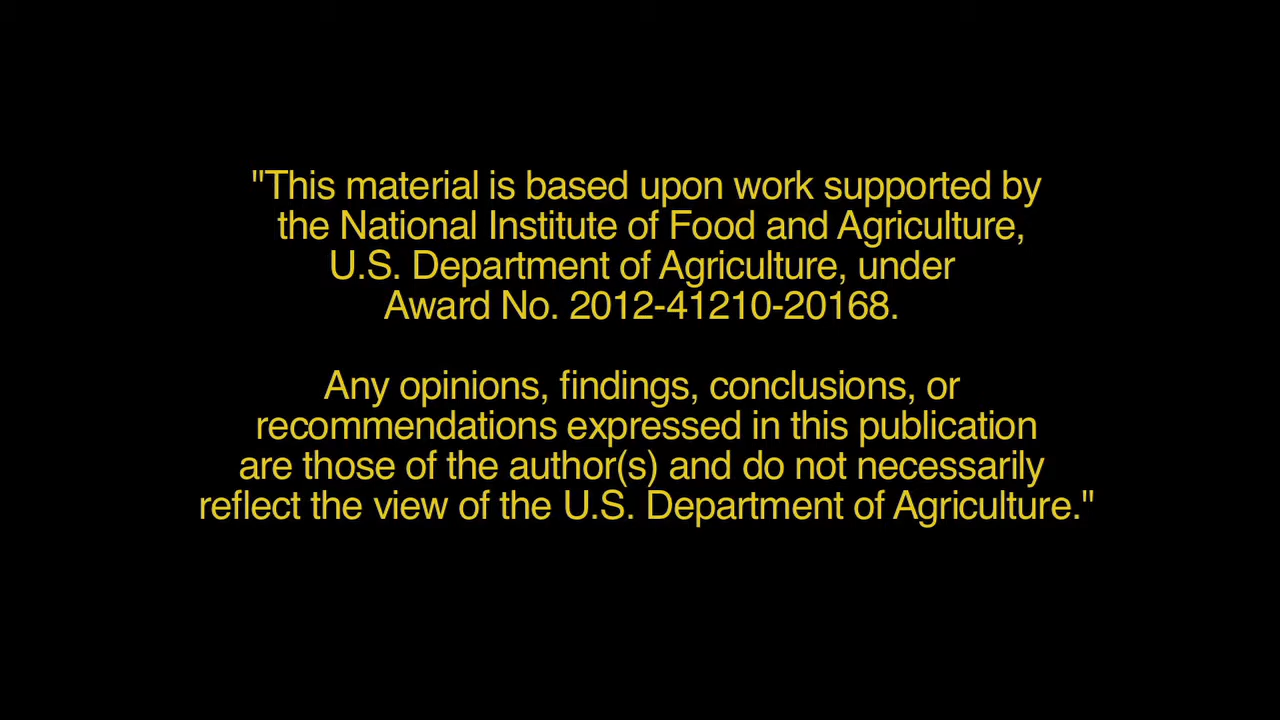 "This material is based upon work supported by
the National Institute of Food and Agriculture,
U.S. Department of Agriculture, under
Award No. 2012-41210-20168.
Any opinions, findings, conclusions, or
recommendations expressed in this publication
are those of the author(s) and do not necessarily
reflect the view of the U.S. Department of Agriculture."